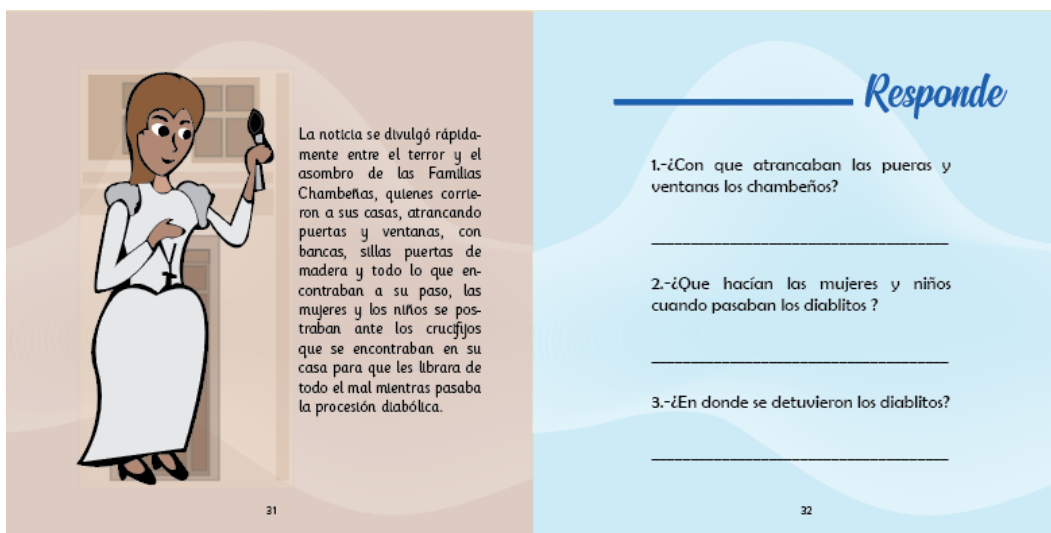 La noticia se divulgó rápida-
mente entre el terror y el
asombro de las Familias
Chambeñas, quienes corrie-
ron a sus casas, atrancando
puertas y ventanas, con
bancas, sillas puertas de
madera y todo lo que en-
contraban a su paso, las
mujeres y los niños se pos-
traban ante los crucifijos
que se encontraban en su
casa para que les librara de
todo el mal mientras pasaba
la procesión diabólica.
31
Responde
1.-¿Con que atrancaban las pueras y
ventanas los chambeños?
2.-¿Que hacían las mujeres y niños
cuando pasaban los diablitos ?
3.-¿En donde se detuvieron los diablitos?
32